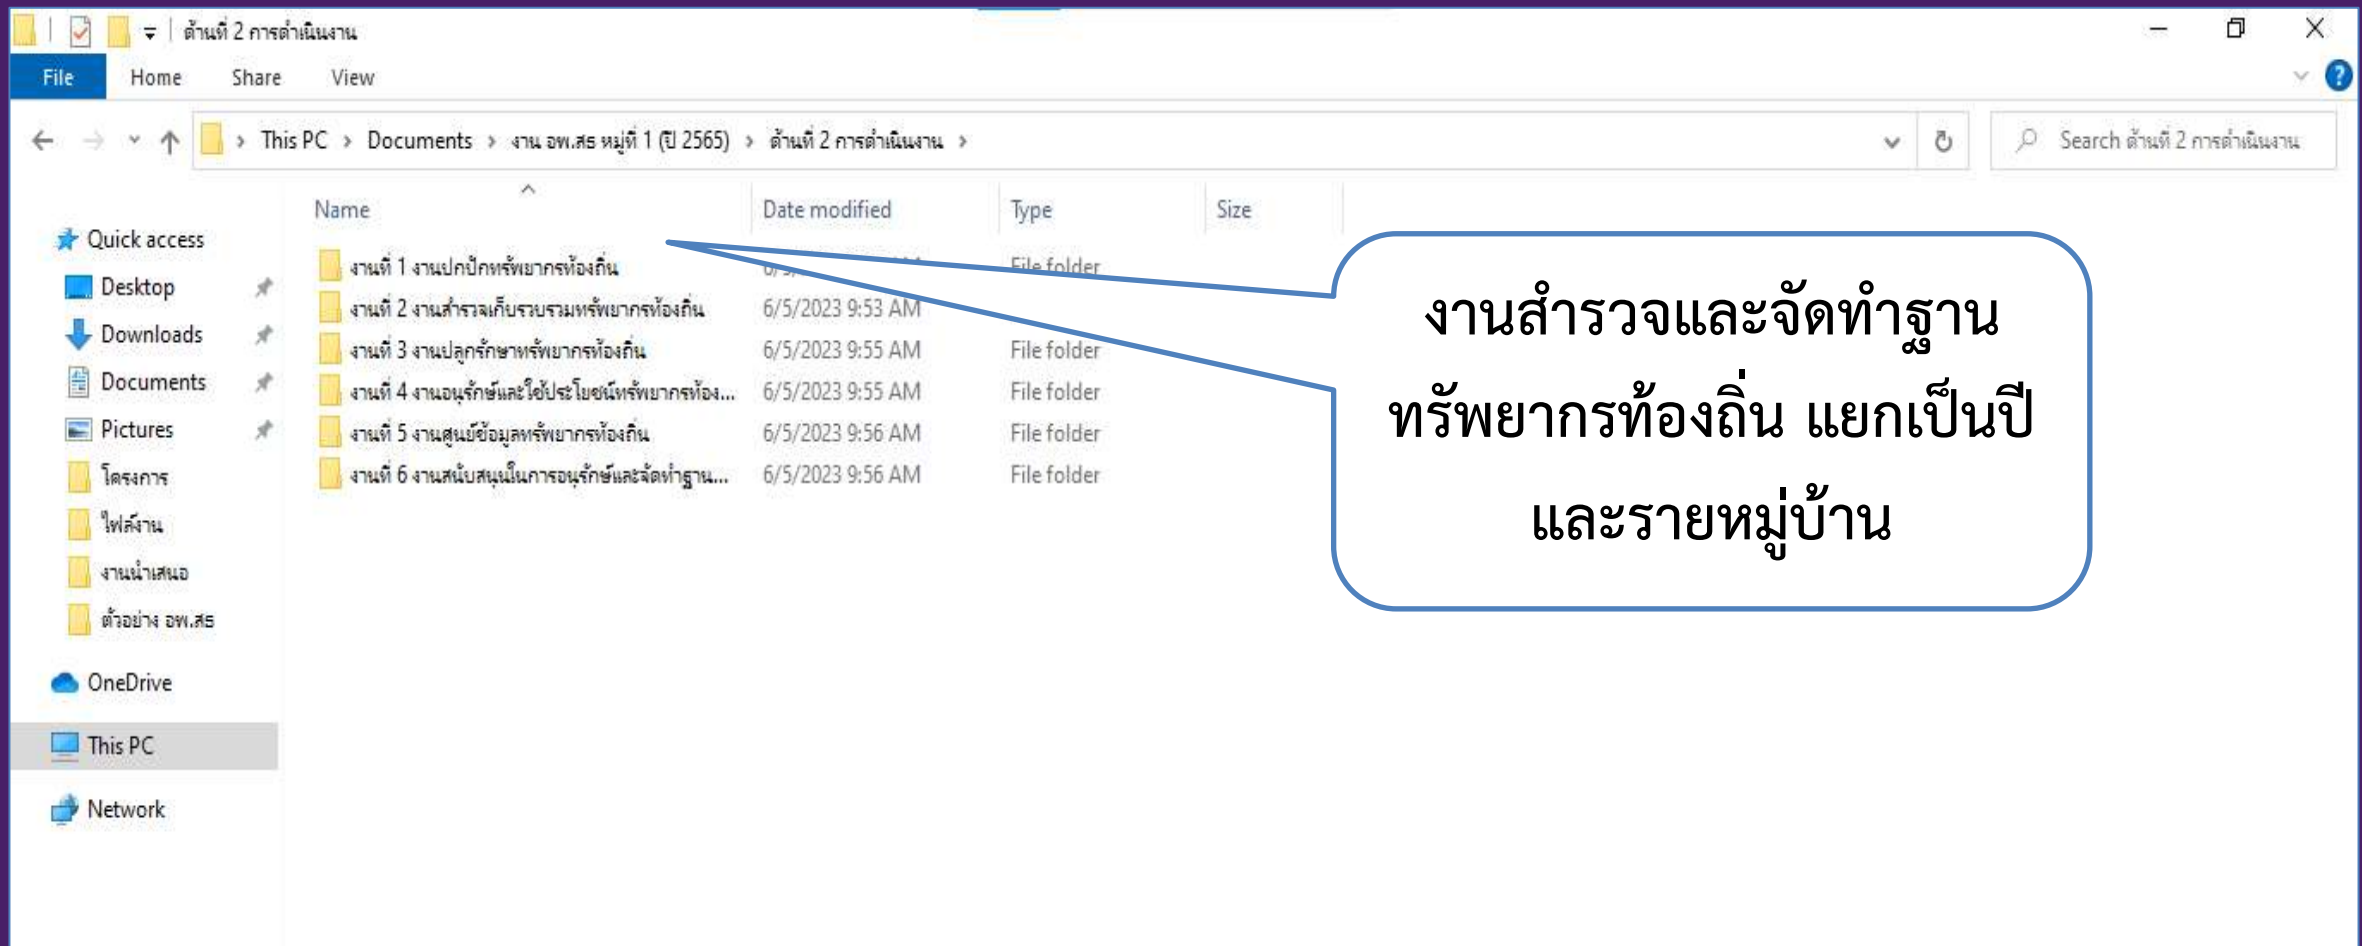 ด้านที่ 2 การดำเนินงาน
File Home Share View
This PC > Documents > งาน อพ.สธ หมู่ที่ 1 (ปี 2565) > ด้านที่ 2 การดำเนินงาน >
Search ด้านที่ 2 การดำเนินงาน
Name Date modified Type Size
Quick access
Desktop
Downloads
Documents
Pictures
โครงการ
ไฟล์งาน
งานนำเสนอ
ตัวอย่าง อพ.สธ
OneDrive
This PC
Network
งานที่ 1 งานปกปักทรัพยากรท้องถิ่น File folder
งานที่ 2 งานสำรวจเก็บรวบรวมทรัพยากรท้องถิ่น 6/5/2023 9:53 AM
งานที่ 3 งานปลูกรักษาทรัพยากรท้องถิ่น 6/5/2023 9:55 AM File folder
งานที่ 4 งานอนุรักษ์และใช้ประโยชน์ทรัพยากรท้อง... 6/5/2023 9:55 AM File folder
งานที่ 5 งานศูนย์ข้อมูลทรัพยากรท้องถิ่น 6/5/2023 9:56 AM File folder
งานที่ 6 งานสนับสนุนในการอนุรักษ์และจัดทำฐาน... 6/5/2023 9:56 AM File folder
งานสำรวจและจัดทำฐาน
ทรัพยากรท้องถิ่น แยกเป็นปี
และรายหมู่บ้าน